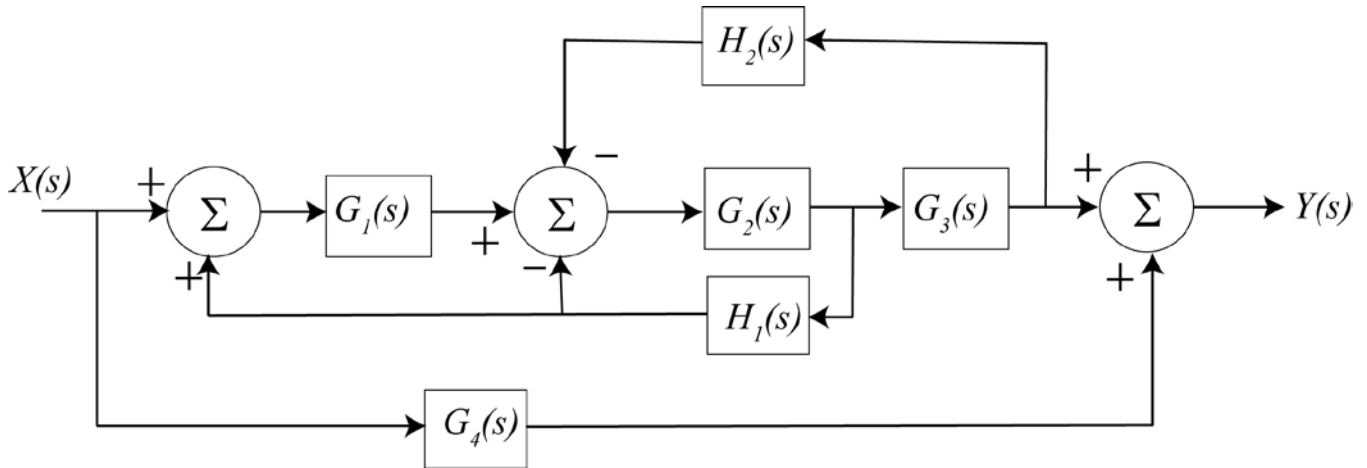 H₂(s)
−
X(s) + Σ G₁(s) + Σ G₂(s) G₃(s) + Σ Y(s)
+ − +
H₁(s)
G₄(s)